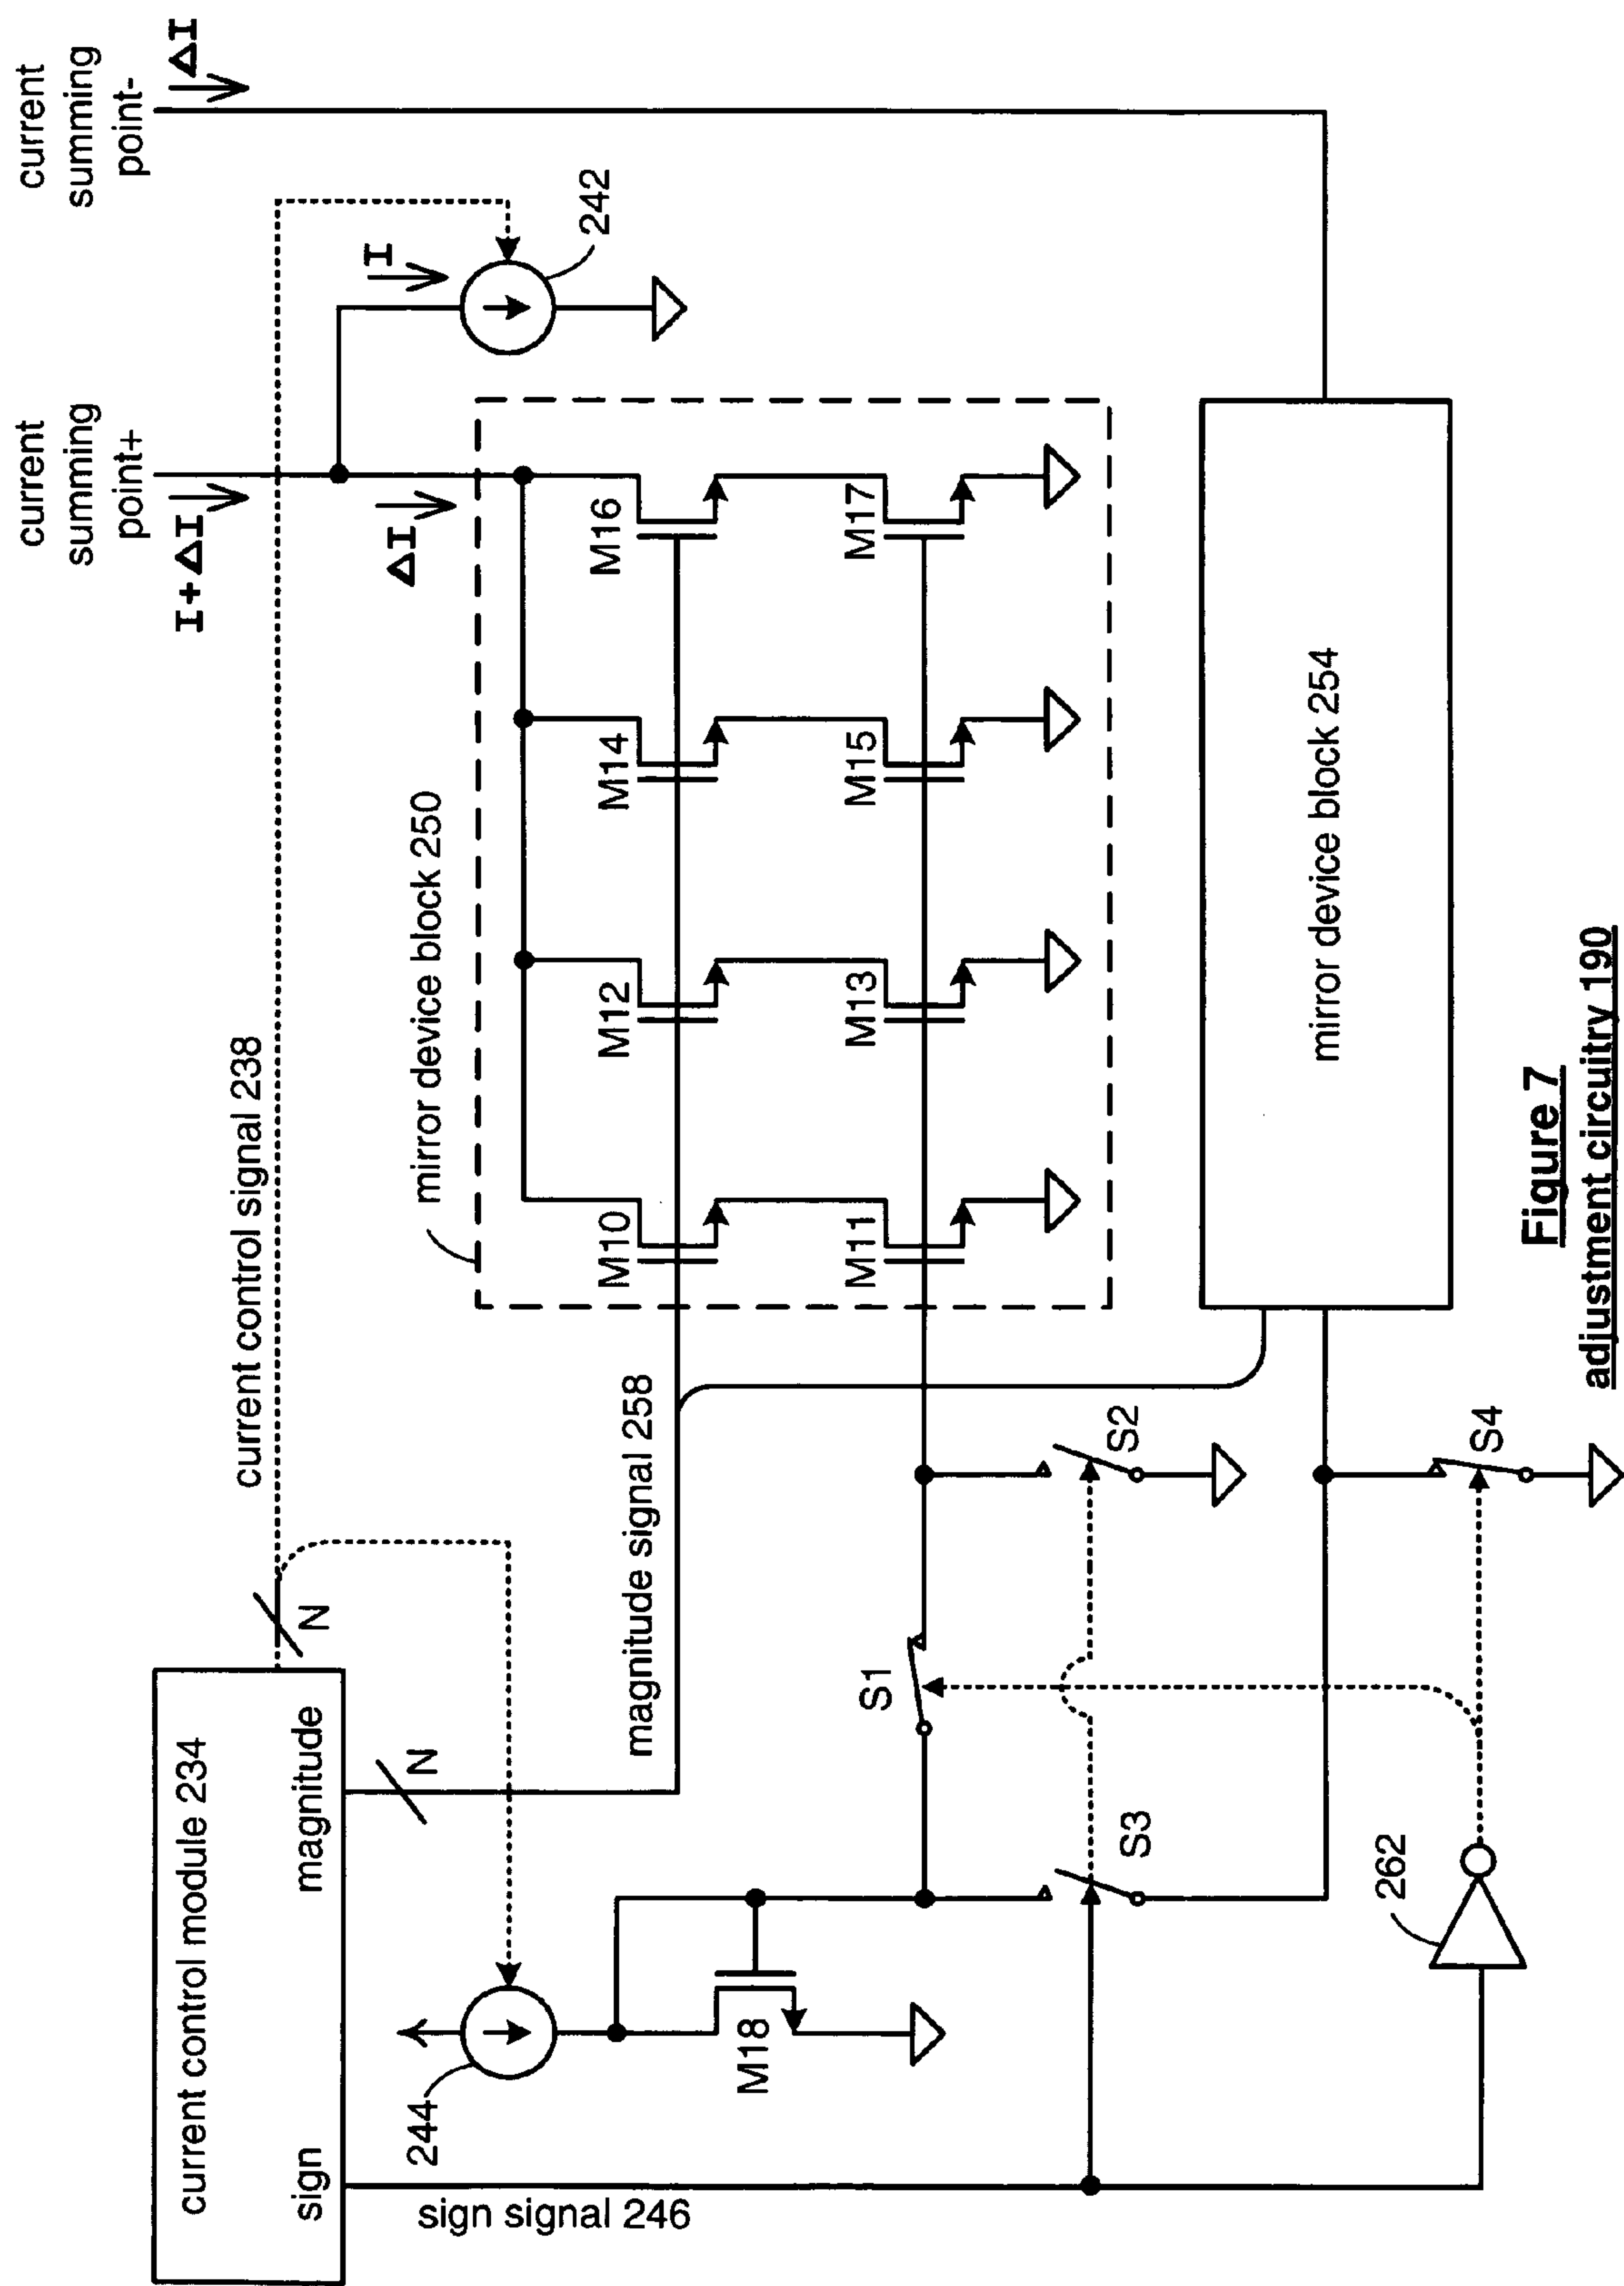 current control module 234
sign
magnitude
N
N
current control signal 238
current
summing
point+
I+ΔI
ΔI
current
summing
point-
ΔI
I
242
244
M18
sign signal 246
magnitude signal 258
mirror device block 250
M10
M12
M14
M16
M11
M13
M15
M17
S1
S2
S3
S4
262
mirror device block 254
Figure 7
adjustment circuitry 190